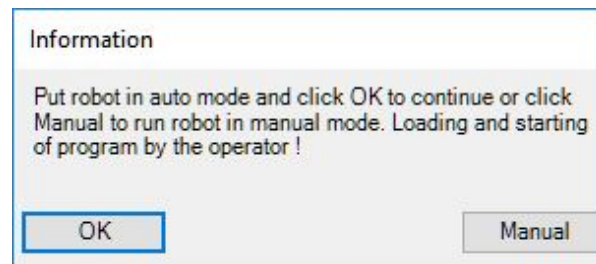 Information
Put robot in auto mode and click OK to continue or click
Manual to run robot in manual mode. Loading and starting
of program by the operator !
OK
Manual